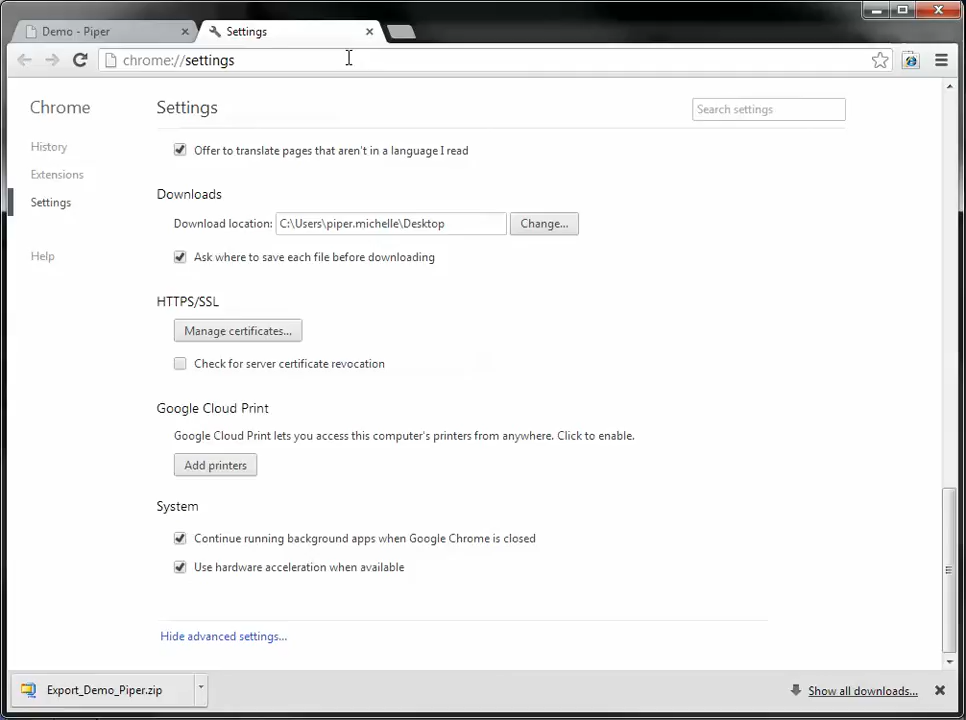 Demo - Piper
Settings
chrome://settings
Chrome
Settings
Search settings
History
Extensions
Settings
Help
Offer to translate pages that aren't in a language I read
Downloads
Download location: C:\Users\piper.michelle\Desktop Change...
Ask where to save each file before downloading
HTTPS/SSL
Manage certificates...
Check for server certificate revocation
Google Cloud Print
Google Cloud Print lets you access this computer's printers from anywhere. Click to enable.
Add printers
System
Continue running background apps when Google Chrome is closed
Use hardware acceleration when available
Hide advanced settings...
Export_Demo_Piper.zip
Show all downloads...